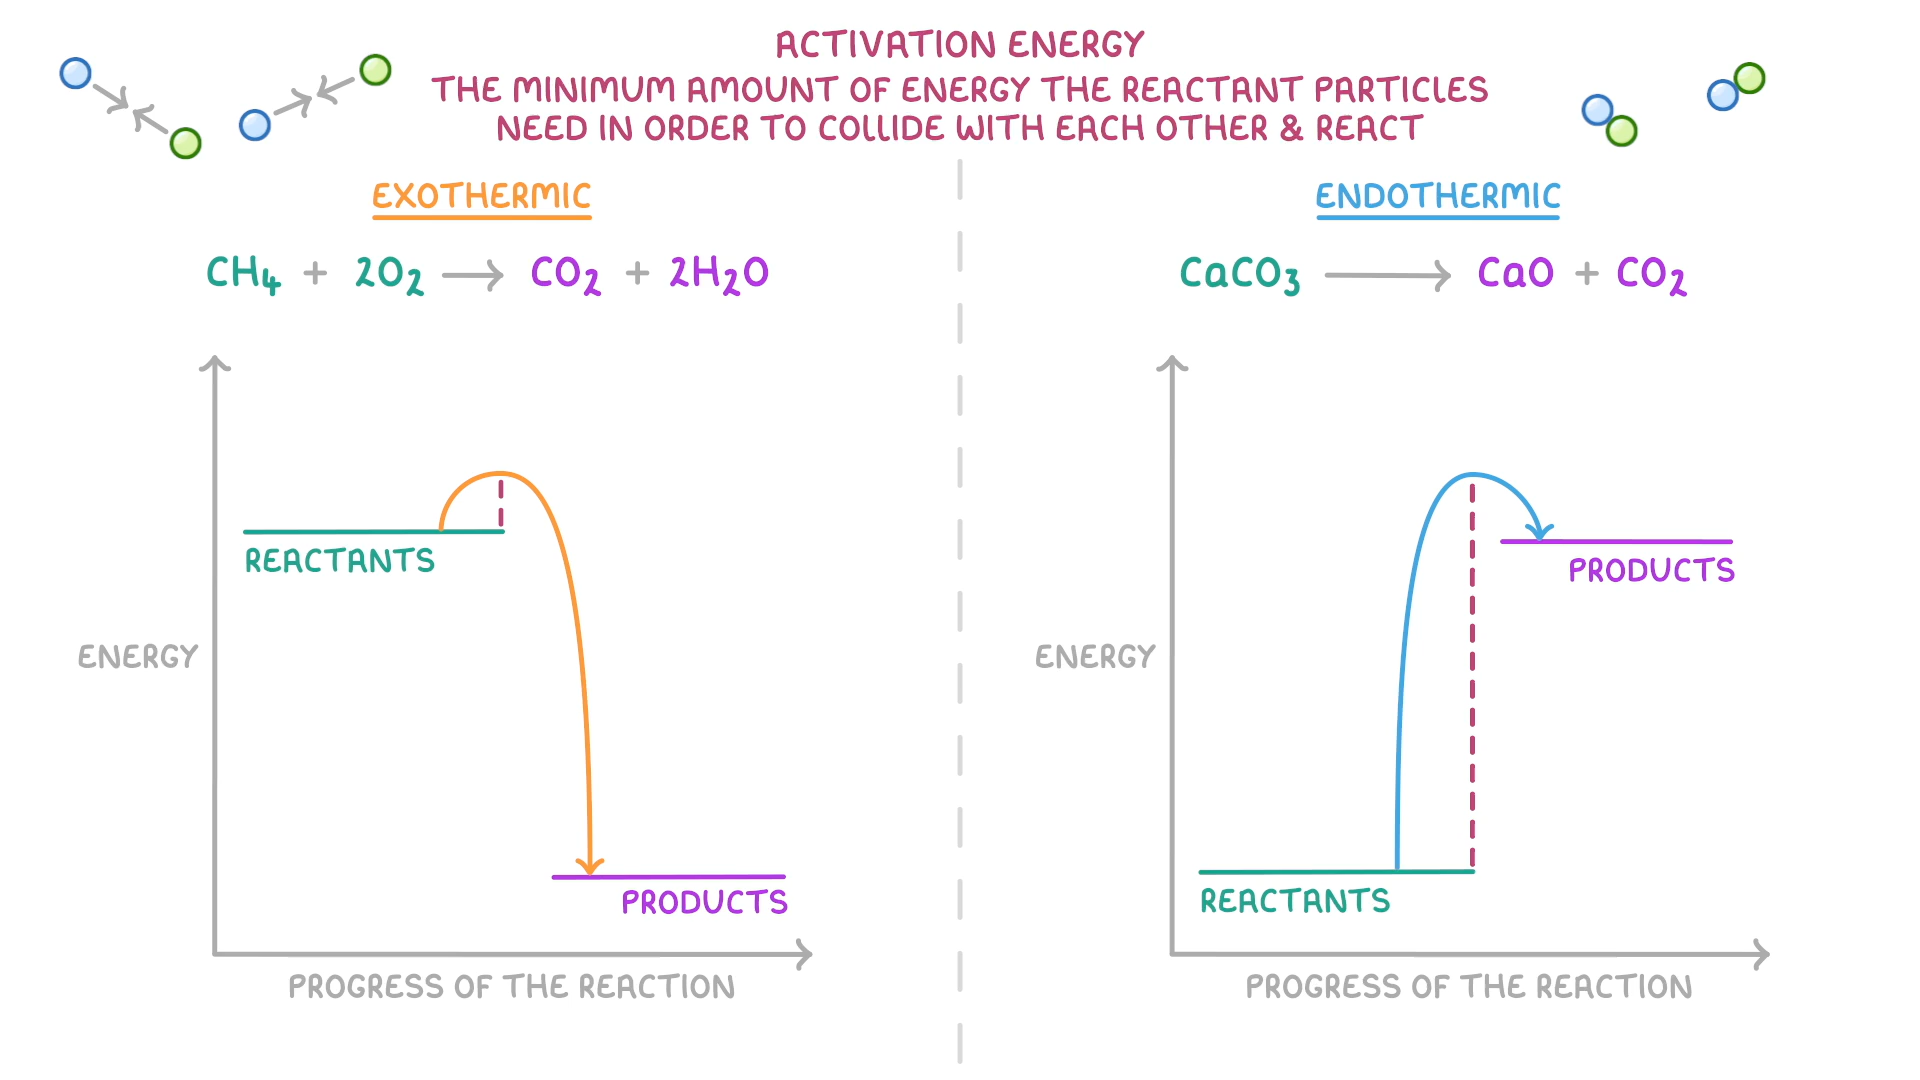 ACTIVATION ENERGY
THE MINIMUM AMOUNT OF ENERGY THE REACTANT PARTICLES
NEED IN ORDER TO COLLIDE WITH EACH OTHER & REACT
EXOTHERMIC
CH₄ + 2O₂ → CO₂ + 2H₂O
ENERGY
REACTANTS
PRODUCTS
PROGRESS OF THE REACTION
ENDOTHERMIC
CaCO₃ → CaO + CO₂
ENERGY
PRODUCTS
REACTANTS
PROGRESS OF THE REACTION